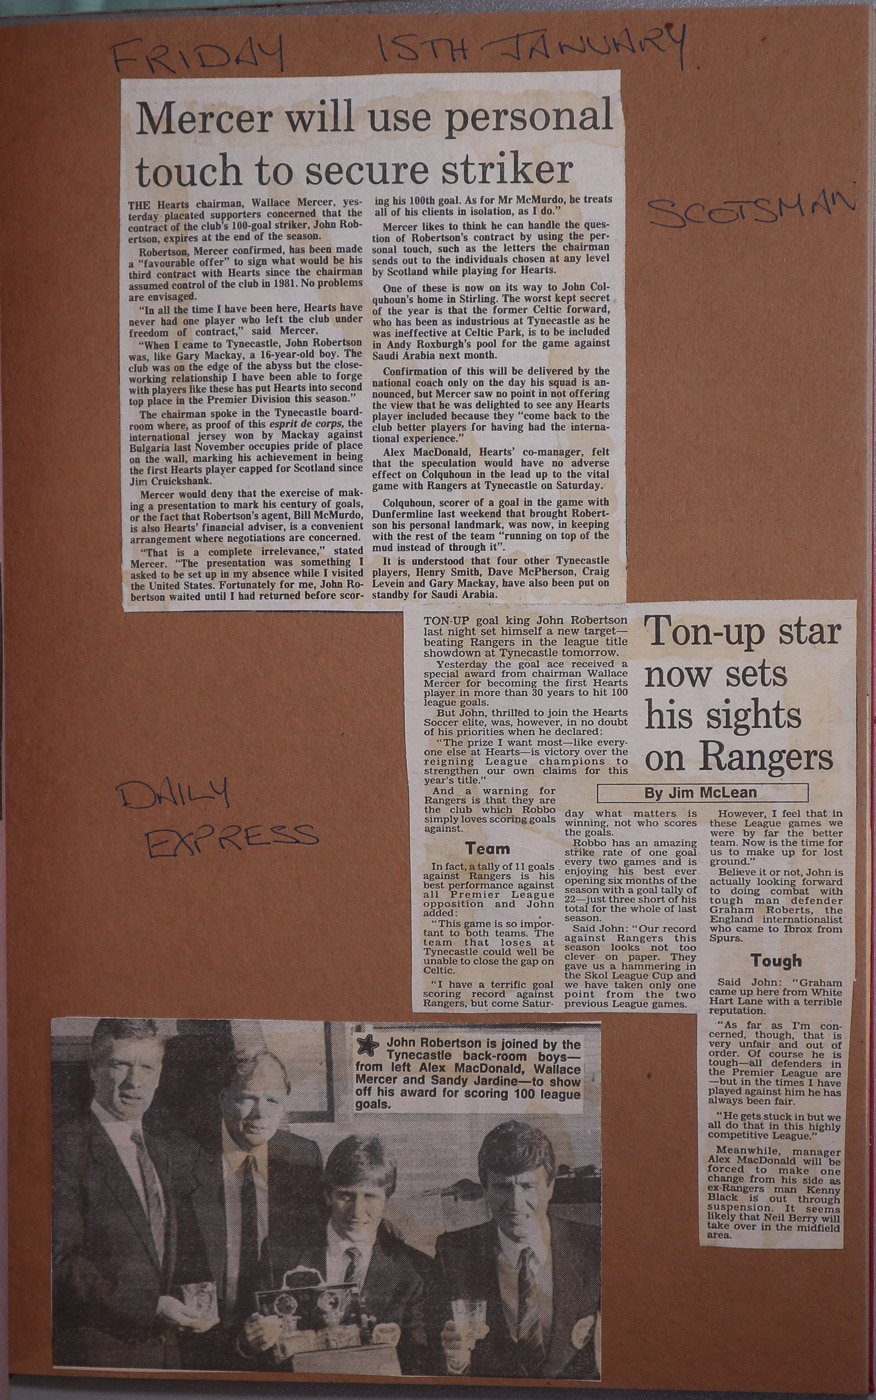 FRIDAY 15TH JANUARY
Mercer will use personal
touch to secure striker
SCOTSMAN
THE Hearts chairman, Wallace Mercer, yes-
terday placated supporters concerned that the
contract of the club's 100-goal striker, John Rob-
ertson, expires at the end of the season.
Robertson, Mercer confirmed, has been made
a "favourable offer" to sign what would be his
third contract with Hearts since the chairman
assumed control of the club in 1981. No problems
are envisaged.
"In all the time I have been here, Hearts have
never had one player who left the club under
freedom of contract," said Mercer.
"When I came to Tynecastle, John Robertson
was, like Gary Mackay, a 16-year-old boy. The
club was on the edge of the abyss but the close-
working relationship I have been able to forge
with players like these has put Hearts into second
top place in the Premier Division this season."
The chairman spoke in the Tynecastle board-
room where, as proof of this esprit de corps, the
international jersey won by Mackay against
Bulgaria last November occupies pride of place
on the wall, marking his achievement in being
the first Hearts player capped for Scotland since
Jim Cruickshank.
Mercer would deny that the exercise of mak-
ing a presentation to mark his century of goals,
or the fact that Robertson's agent, Bill McMurdo,
is also Hearts' financial adviser, is a convenient
arrangement where negotiations are concerned.
"That is a complete irrelevance," stated
Mercer. "The presentation was something I
asked to be set up in my absence while I visited
the United States. Fortunately for me, John Ro-
bertson waited until I had returned before scor-
ing his 100th goal. As for Mr McMurdo, he treats
all of his clients in isolation, as I do."
Mercer likes to think he can handle the ques-
tion of Robertson's contract by using the per-
sonal touch, such as the letters the chairman
sends out to the individuals chosen at any level
by Scotland while playing for Hearts.
One of these is now on its way to John Col-
quhoun's home in Stirling. The worst kept secret
of the year is that the former Celtic forward,
who has been as industrious at Tynecastle as he
was ineffective at Celtic Park, is to be included
in Andy Roxburgh's pool for the game against
Saudi Arabia next month.
Confirmation of this will be delivered by the
national coach only on the day his squad is an-
nounced, but Mercer saw no point in not offering
the view that he was delighted to see any Hearts
player included because they "come back to the
club better players for having had the interna-
tional experience."
Alex MacDonald, Hearts' co-manager, felt
that the speculation would have no adverse
effect on Colquhoun in the lead up to the vital
game with Rangers at Tynecastle on Saturday.
Colquhoun, scorer of a goal in the game with
Dunfermline last weekend that brought Robert-
son his personal landmark, was now, in keeping
with the rest of the team "running on top of the
mud instead of through it".
It is understood that four other Tynecastle
players, Henry Smith, Dave McPherson, Craig
Levein and Gary Mackay, have also been put on
standby for Saudi Arabia.
DAILY
EXPRESS
Ton-up star
now sets
his sights
on Rangers
By Jim McLean
TON-UP goal king John Robertson
last night set himself a new target—
beating Rangers in the league title
showdown at Tynecastle tomorrow.
Yesterday the goal ace received a
special award from chairman Wallace
Mercer for becoming the first Hearts
player in more than 30 years to hit 100
league goals.
But John, thrilled to join the Hearts
Soccer elite, was, however, in no doubt
of his priorities when he declared:
"The prize I want most—like every-
one else at Hearts—is victory over the
reigning League champions to
strengthen our own claims for this
year's title."
And a warning for
Rangers is that they are
the club which Robbo
simply loves scoring goals
against.
Team
In fact, a tally of 11 goals
against Rangers is his
best performance against
all Premier League
opposition and John
added:
"This game is so impor-
tant to both teams. The
team that loses at
Tynecastle could well be
unable to close the gap on
Celtic.
"I have a terrific goal
scoring record against
Rangers, but come Satur-
day what matters is
winning, not who scores
the goals.
Robbo has an amazing
strike rate of one goal
every two games and is
enjoying his best ever
opening six months of the
season with a goal tally of
22—just three short of his
total for the whole of last
season.
Said John: "Our record
against Rangers this
season looks not too
clever on paper. They
gave us a hammering in
the Skol League Cup and
we have taken only one
point from the two
previous League games.
However, I feel that in
these League games we
were by far the better
team. Now is the time for
us to make up for lost
ground."
Believe it or not, John is
actually looking forward
to doing combat with
tough man defender
Graham Roberts, the
England internationalist
who came to Ibrox from
Spurs.
Tough
Said John: "Graham
came up here from White
Hart Lane with a terrible
reputation.
"As far as I'm con-
cerned, though, that is
very unfair and out of
order. Of course he is
tough—all defenders in
the Premier League are
—but in the times I have
played against him he has
always been fair.
"He gets stuck in but we
all do that in this highly
competitive League."
Meanwhile, manager
Alex MacDonald will be
forced to make one
change from his side as
ex-Rangers man Kenny
Black is out through
suspension. It seems
likely that Neil Berry will
take over in the midfield
area.
John Robertson is joined by the
Tynecastle back-room boys—
from left Alex MacDonald, Wallace
Mercer and Sandy Jardine—to show
off his award for scoring 100 league
goals.